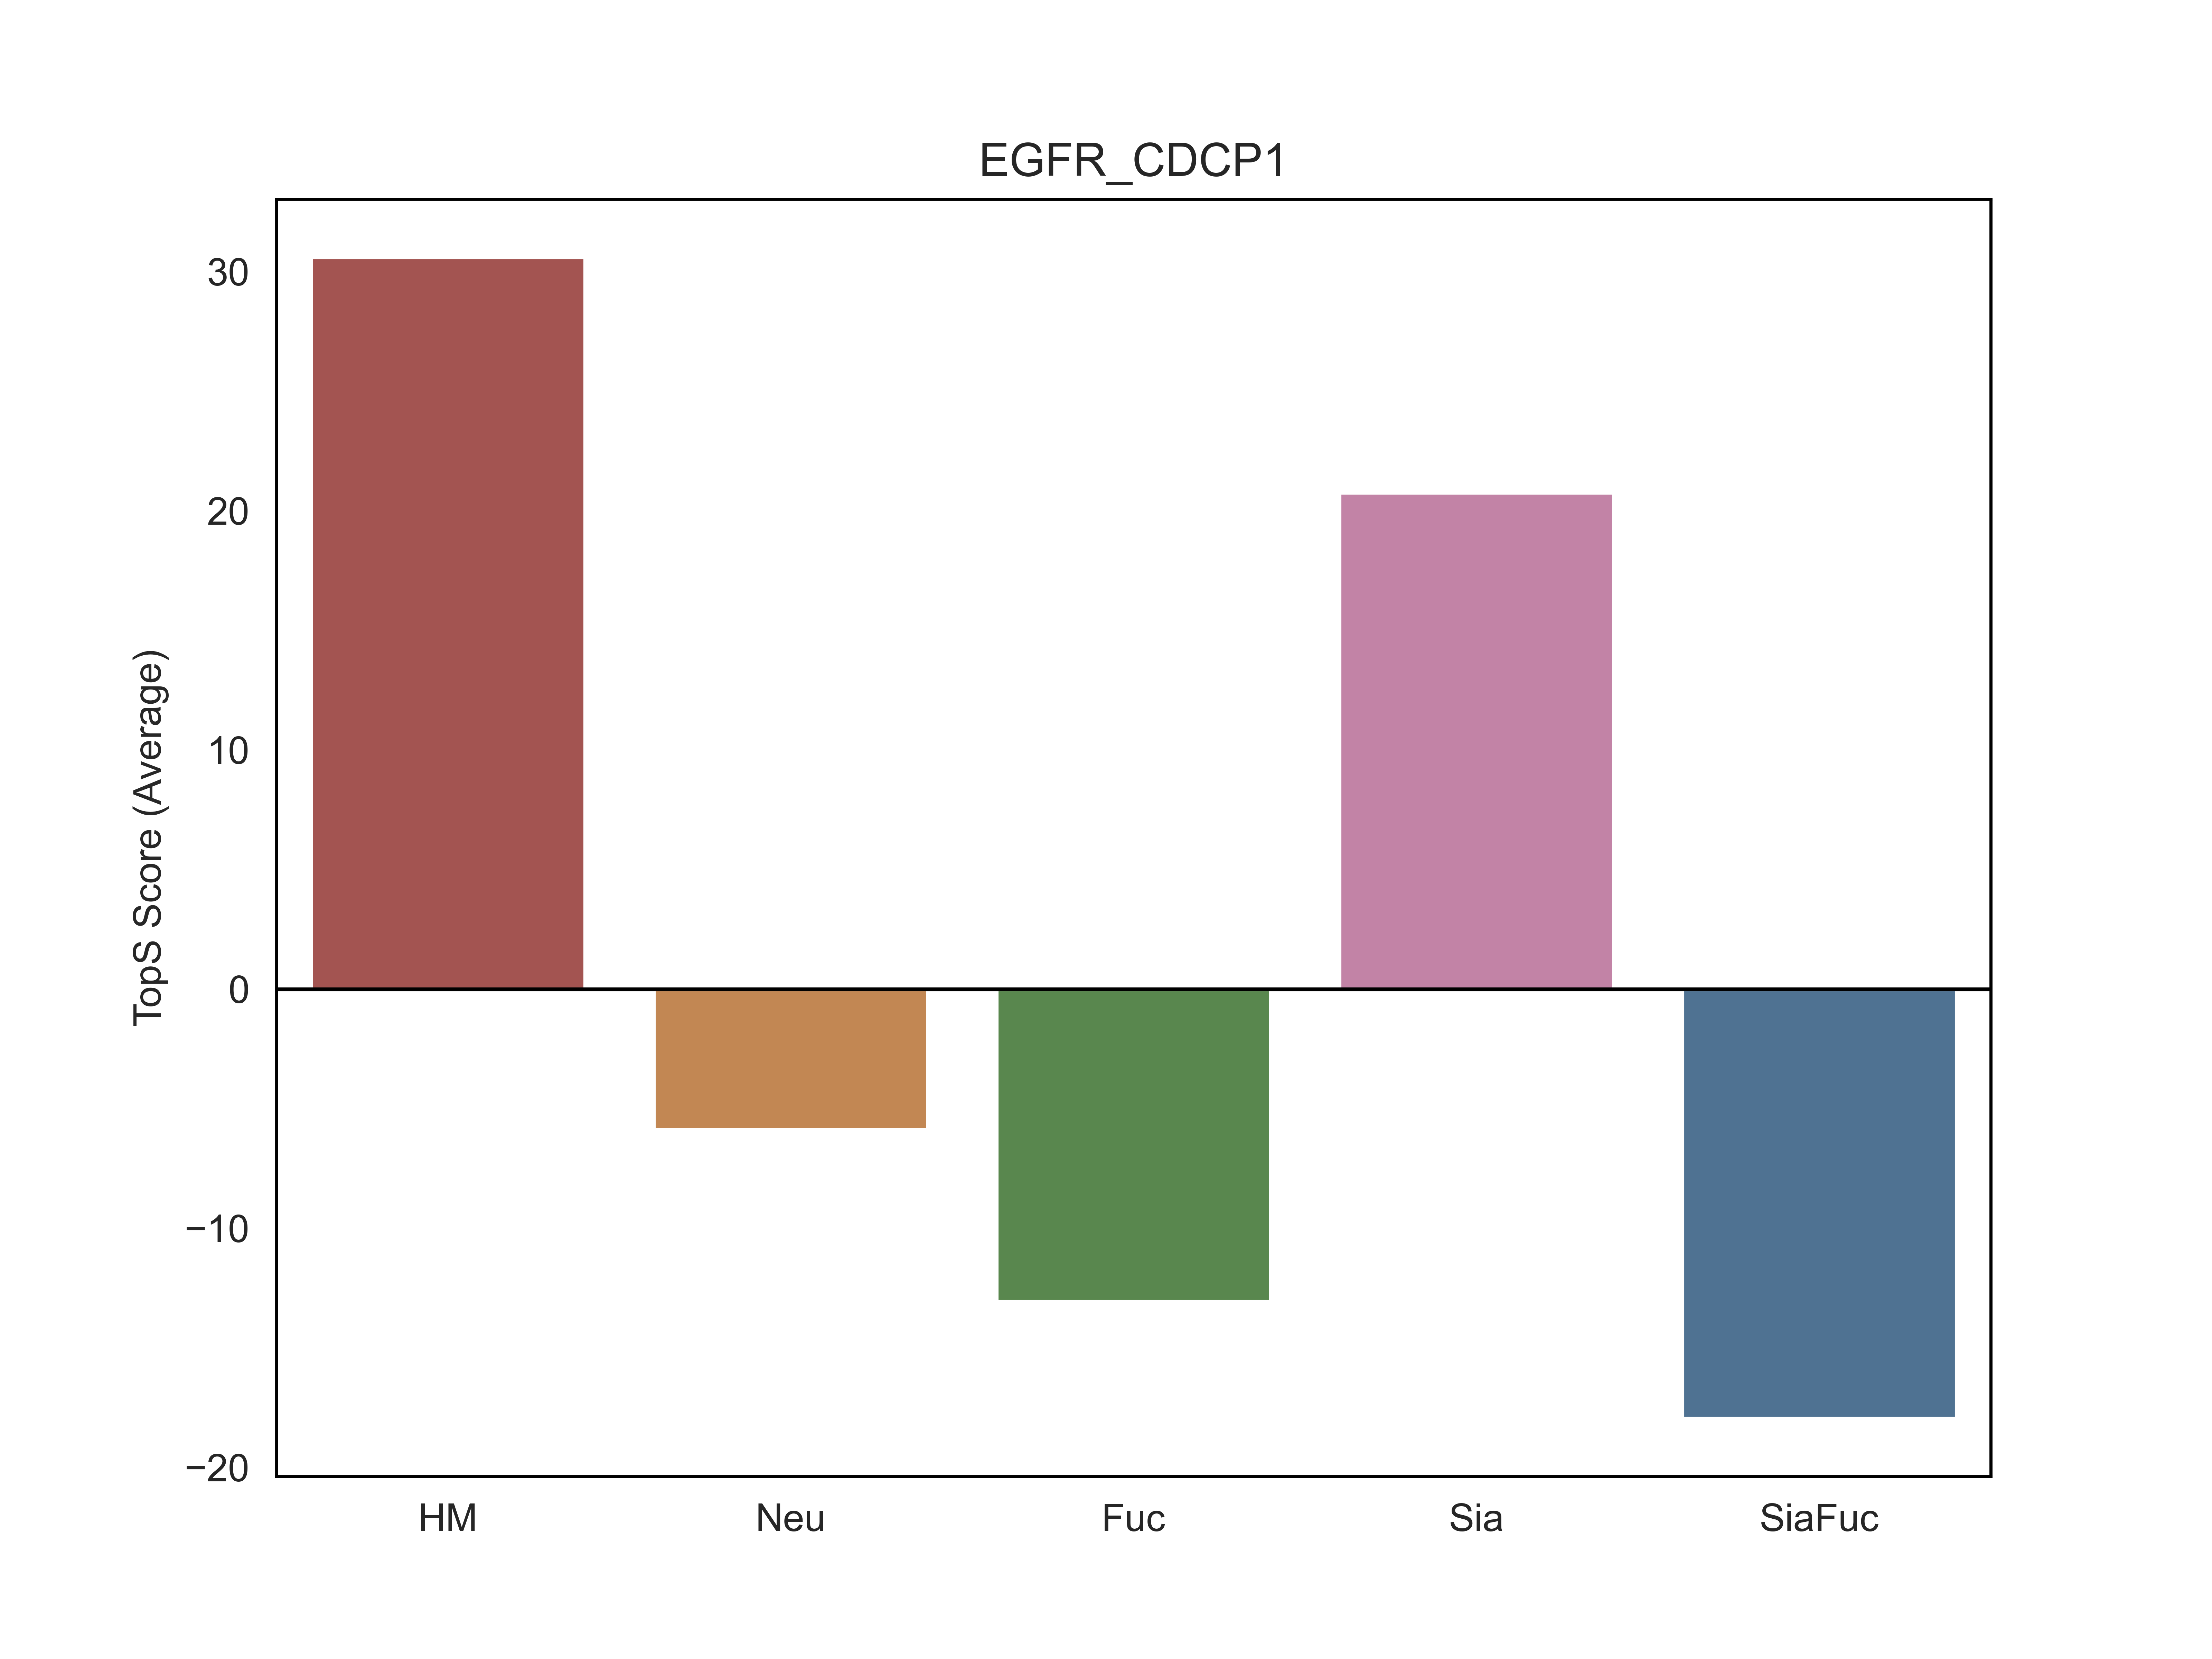 EGFR_CDCP1
TopS Score (Average)
30
20
10
0
−10
−20
HM
Neu
Fuc
Sia
SiaFuc